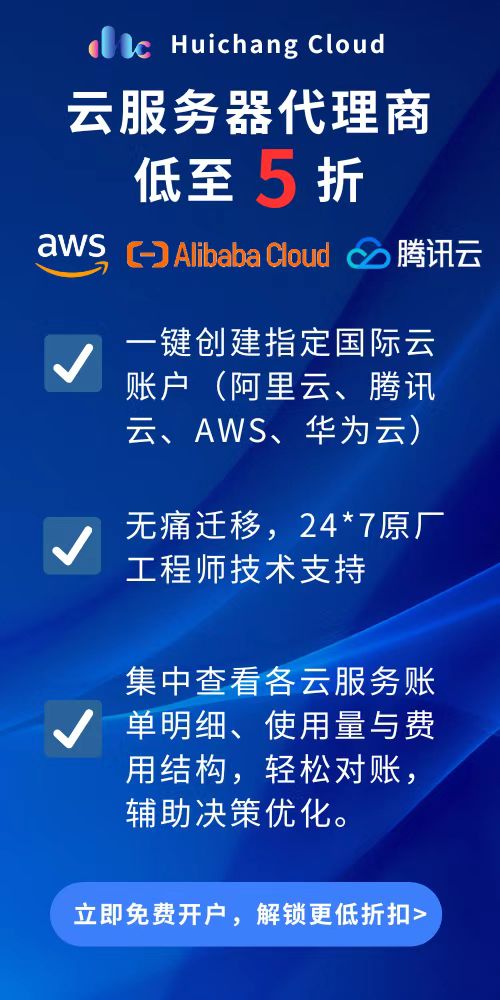 Huichang Cloud
云服务器代理商
低至 5 折
aws
Alibaba Cloud
腾讯云
一键创建指定国际云
账户（阿里云、腾讯
云、AWS、华为云）
无痛迁移，24*7原厂
工程师技术支持
集中查看各云服务账
单明细、使用量与费
用结构，轻松对账，
辅助决策优化。
立即免费开户，解锁更低折扣>